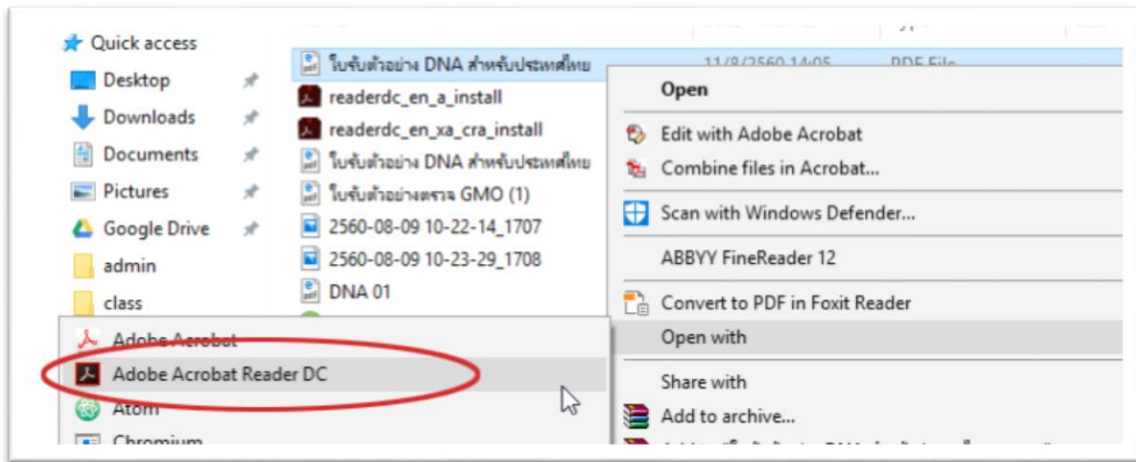 Quick access
Desktop
Downloads
Documents
Pictures
Google Drive
admin
class
ใบรับตัวอย่าง DNA สำหรับประเทศไทย
11/8/2560 14:05
PDF File
readerdc_en_a_install
readerdc_en_xa_cra_install
ใบรับตัวอย่าง DNA สำหรับประเทศไทย
ใบรับตัวอย่างตรวจ GMO (1)
2560-08-09 10-22-14_1707
2560-08-09 10-23-29_1708
DNA 01
Open
Edit with Adobe Acrobat
Combine files in Acrobat...
Scan with Windows Defender...
ABBYY FineReader 12
Convert to PDF in Foxit Reader
Open with
Share with
Add to archive...
Adobe Acrobat
Adobe Acrobat Reader DC
Atom
Chromium